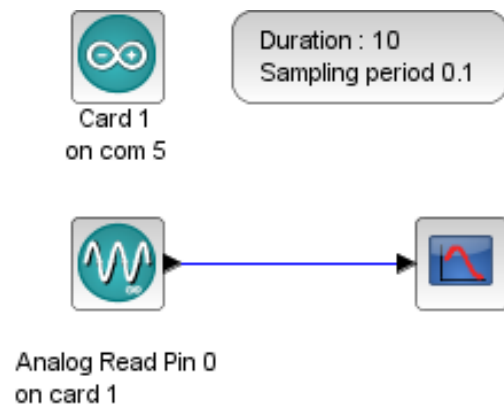 Duration : 10
Sampling period 0.1
Card 1
on com 5
Analog Read Pin 0
on card 1